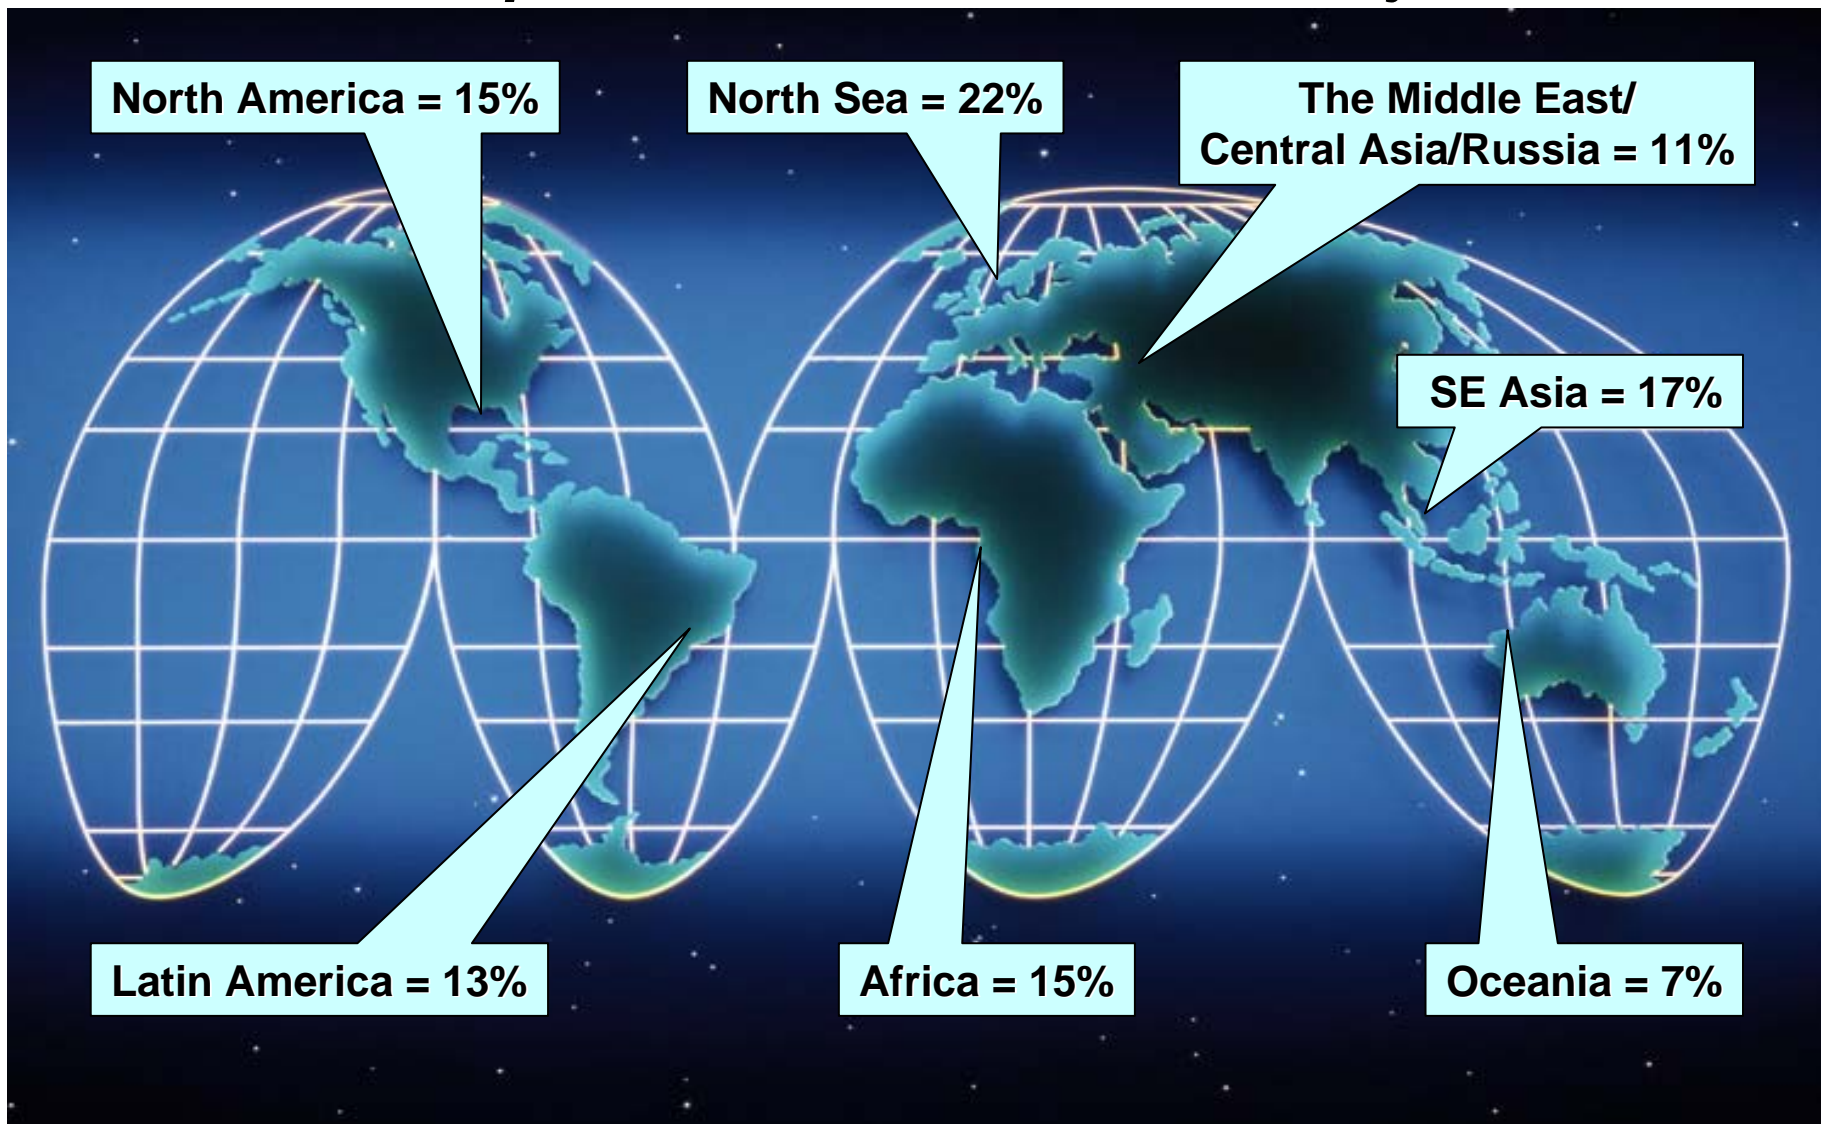 North America = 15%
North Sea = 22%
The Middle East/
Central Asia/Russia = 11%
SE Asia = 17%
Latin America = 13%
Africa = 15%
Oceania = 7%